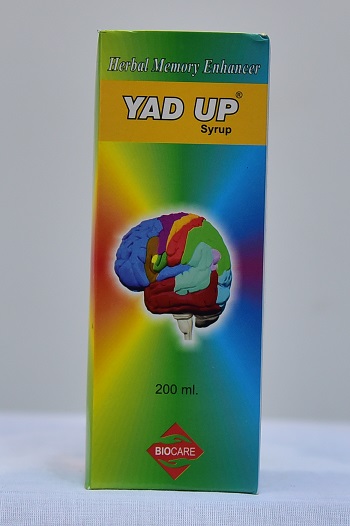 Herbal Memory Enhancer
YAD UP®
Syrup
200 ml.
BIOCARE